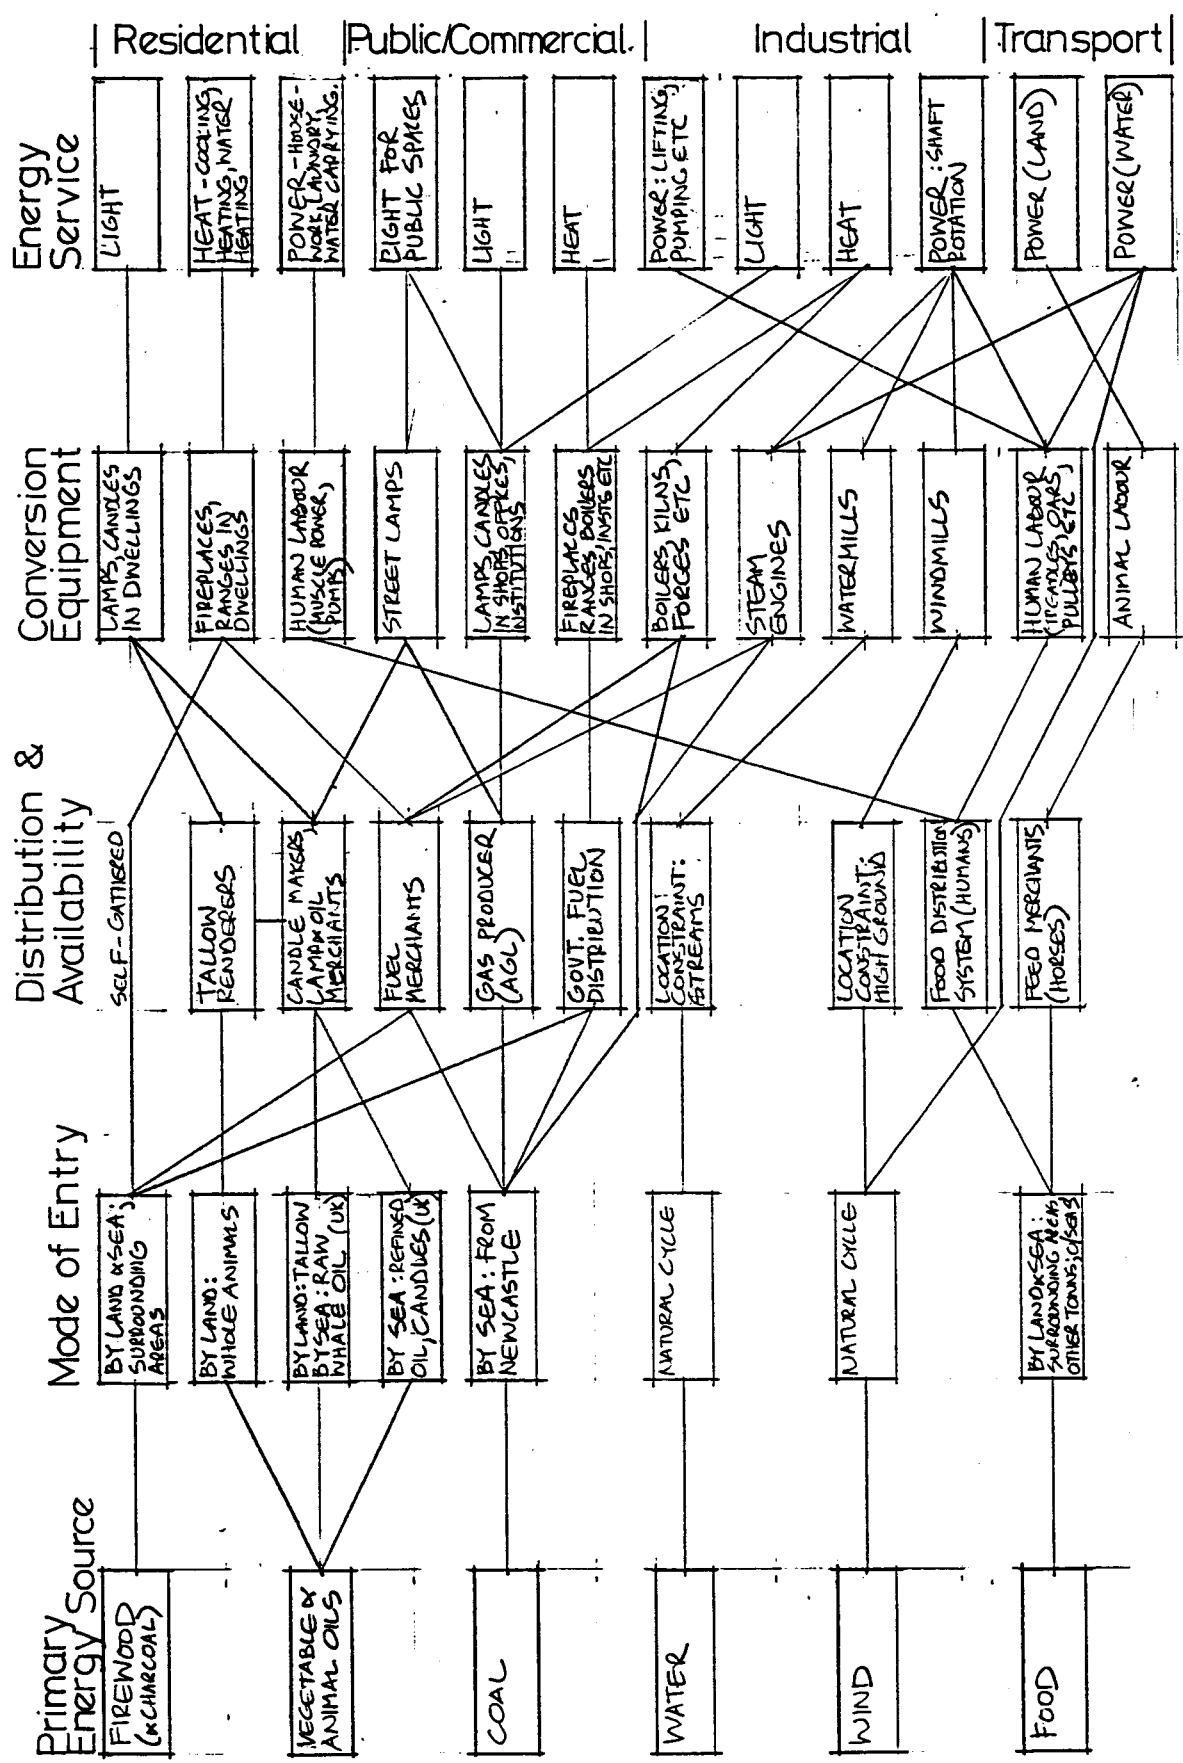 Primary
Energy Source
FIREWOOD
(& CHARCOAL)
VEGETABLE &
ANIMAL OILS
COAL
WATER
WIND
FOOD
Mode of Entry
BY LAND & SEA:
SURROUNDING
AREAS
BY LAND:
WHOLE ANIMALS
BY LAND: TALLOW
BY SEA: RAW
WHALE OIL (UK)
BY SEA: REFINED
OIL, CANDLES (UK)
BY SEA: FROM
NEWCASTLE
NATURAL CYCLE
NATURAL CYCLE
BY LAND & SEA:
SURROUNDING AREAS
OTHER TOWNS; O/SEAS
Distribution &
Availability
SELF-GATHERED
TALLOW
RENDERERS
CANDLE MAKERS,
LAMP & OIL
MERCHANTS
FUEL
MERCHANTS
GAS PRODUCER
(AGL)
GOVT. FUEL
DISTRIBUTION
LOCATION:
CONSTRAINT:
STREAMS
LOCATION
CONSTRAINT:
HIGH GROUND
FOOD DISTRIBUTION
SYSTEM (HUMANS)
FEED MERCHANTS
(HORSES)
Conversion
Equipment
LAMPS, CANDLES
IN DWELLINGS
FIREPLACES,
RANGES IN
DWELLINGS
HUMAN LABOUR
(MUSCLE POWER,
PUMPS)
STREET LAMPS
LAMPS, CANDLES
IN SHOPS, OFFICES,
INSTITUTIONS
FIREPLACES
RANGES, BOILERS
IN SHOPS, INSTS ETC
BOILERS, KILNS,
FORGES ETC
STEAM
ENGINES
WATERMILLS
WINDMILLS
HUMAN LABOUR
(TREADLES, OARS,
PULLEYS ETC
ANIMAL LABOUR
Energy
Service
LIGHT
HEAT-COOKING,
HEATING, WATER
HEATING
POWER-HOUSE-
WORK, LAUNDRY,
WATER CARRYING.
LIGHT FOR
PUBLIC SPACES
LIGHT
HEAT
POWER: LIFTING,
PUMPING ETC
LIGHT
HEAT
POWER: SHAFT
ROTATION
POWER (LAND)
POWER (WATER)
Residential
Public/Commercial.
Industrial
Transport